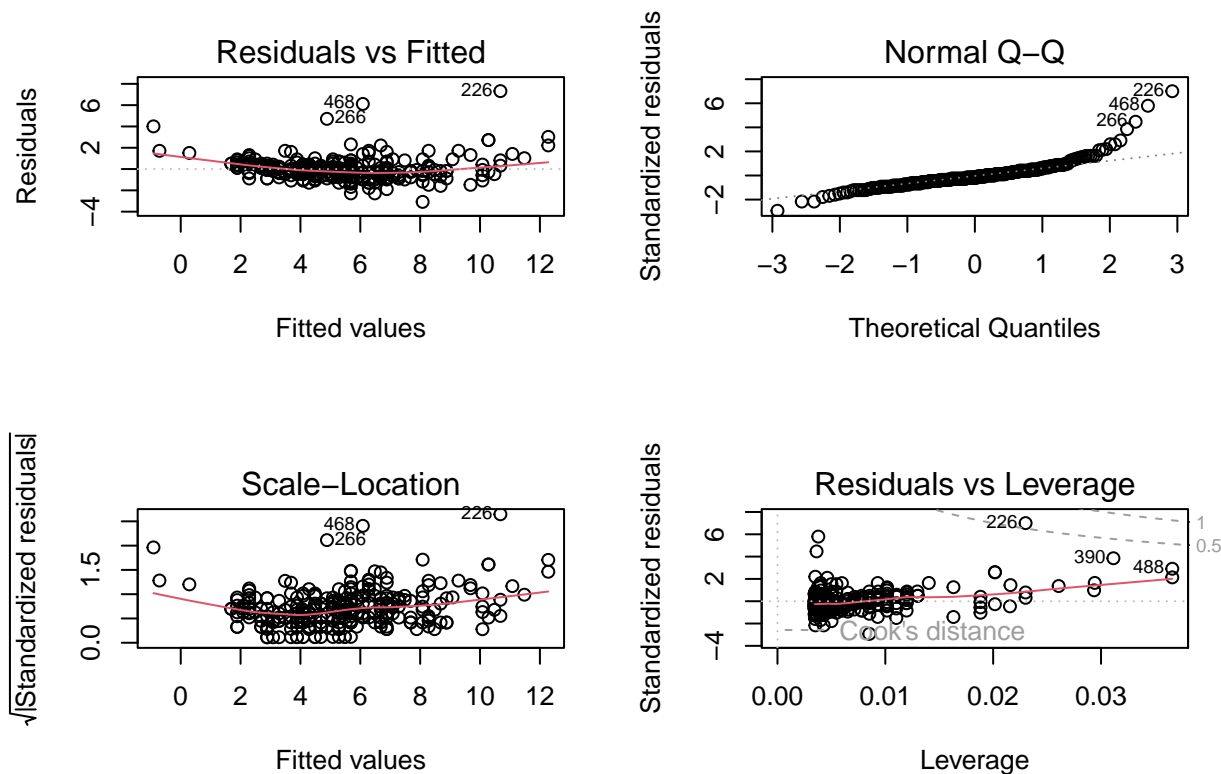 Residuals vs Fitted
Residuals
−4 2 6
468
266
226
0 2 4 6 8 10 12
Fitted values
Normal Q−Q
Standardized residuals
−2 2 6
226
468
266
−3 −2 −1 0 1 2 3
Theoretical Quantiles
Scale−Location
√|Standardized residuals|
0.0 1.5
468
266
226
0 2 4 6 8 10 12
Fitted values
Residuals vs Leverage
Standardized residuals
−4 2 6
226
390
488
1
0.5
Cook's distance
0.00 0.01 0.02 0.03
Leverage